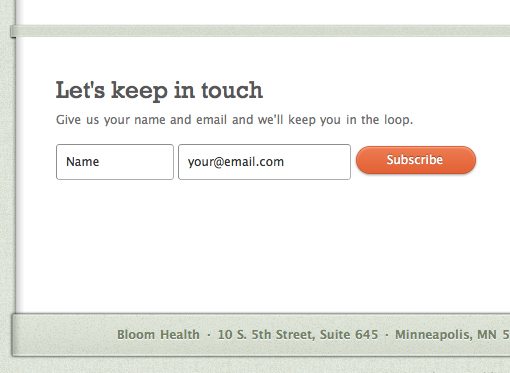 Let's keep in touch
Give us your name and email and we'll keep you in the loop.
Name your@email.com Subscribe
Bloom Health · 10 S. 5th Street, Suite 645 · Minneapolis, MN 5